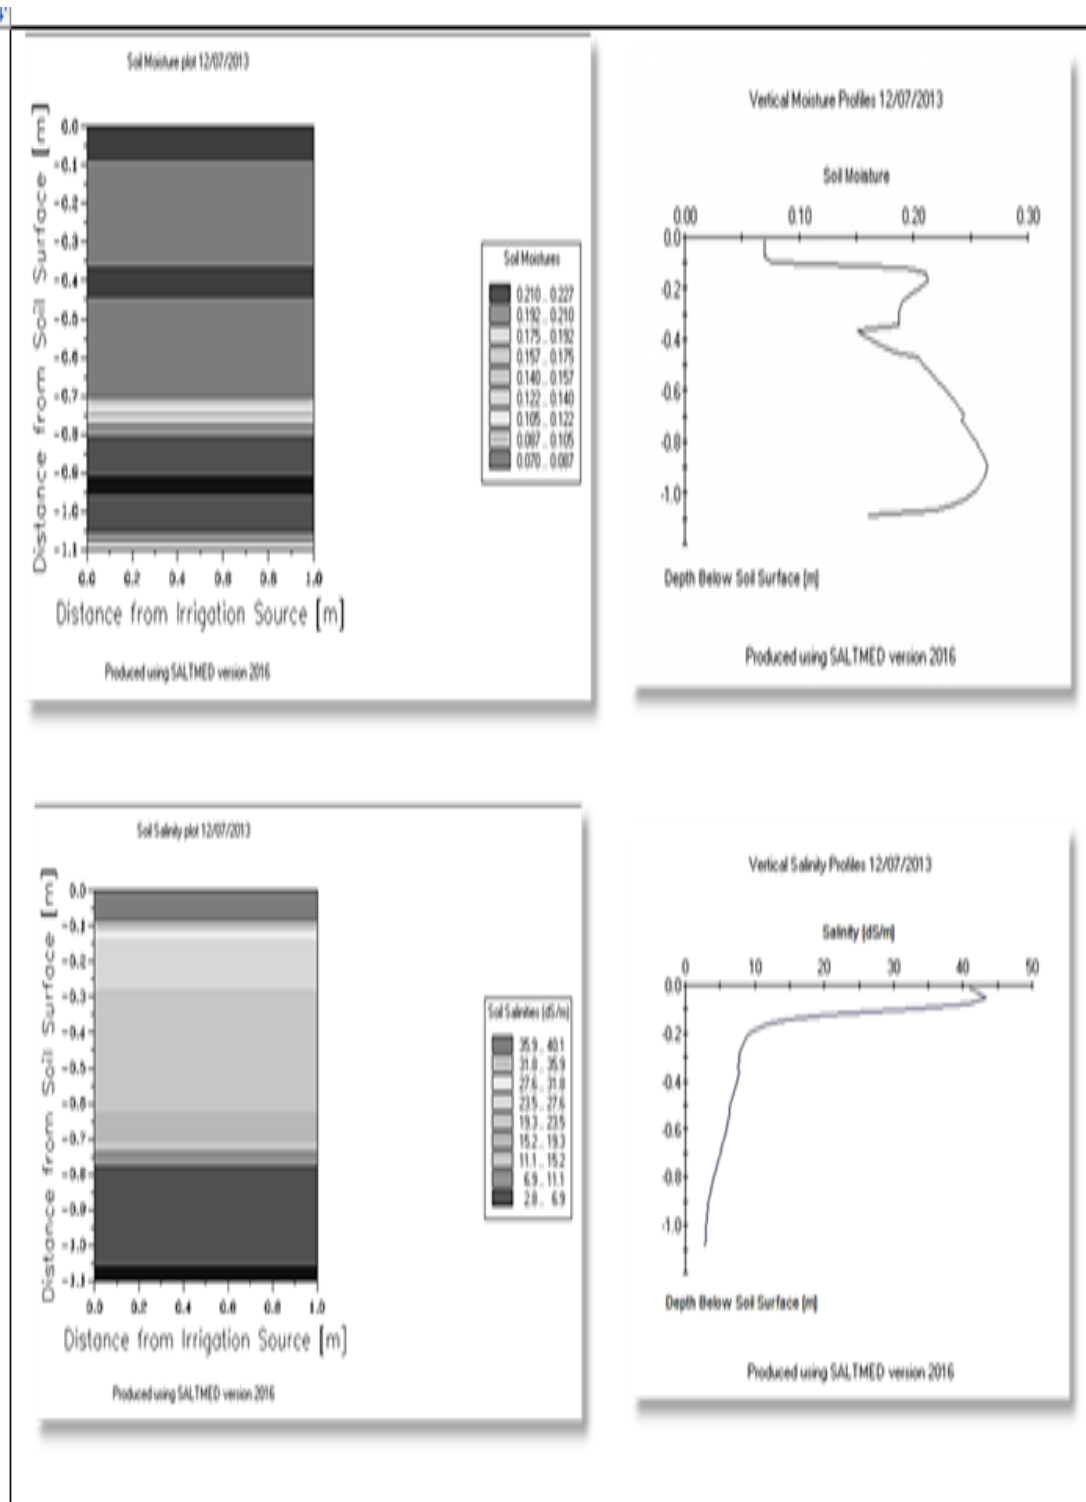 Soil Moisture plot 12/07/2013
Distance from Soil Surface [m]
0.0
-0.1
-0.2
-0.3
-0.4
-0.5
-0.6
-0.7
-0.8
-0.9
-1.0
-1.1
0.0 0.2 0.4 0.6 0.8 1.0
Distance from Irrigation Source [m]
Soil Moistures
0.210 .. 0.227
0.192 .. 0.210
0.175 .. 0.192
0.157 .. 0.175
0.140 .. 0.157
0.122 .. 0.140
0.105 .. 0.122
0.087 .. 0.105
0.070 .. 0.087
Produced using SALTMED version 2016
Vertical Moisture Profiles 12/07/2013
Soil Moisture
0.00 0.10 0.20 0.30
0.0
-0.2
-0.4
-0.6
-0.8
-1.0
Depth Below Soil Surface [m]
Produced using SALTMED version 2016
Soil Salinity plot 12/07/2013
Distance from Soil Surface [m]
0.0
-0.1
-0.2
-0.3
-0.4
-0.5
-0.6
-0.7
-0.8
-0.9
-1.0
-1.1
0.0 0.2 0.4 0.6 0.8 1.0
Distance from Irrigation Source [m]
Soil Salinities (dS/m)
35.9 .. 40.1
31.8 .. 35.9
27.6 .. 31.8
23.5 .. 27.6
19.3 .. 23.5
15.2 .. 19.3
11.1 .. 15.2
6.9 .. 11.1
2.8 .. 6.9
Produced using SALTMED version 2016
Vertical Salinity Profiles 12/07/2013
Salinity [dS/m]
0 10 20 30 40 50
0.0
-0.2
-0.4
-0.6
-0.8
-1.0
Depth Below Soil Surface [m]
Produced using SALTMED version 2016